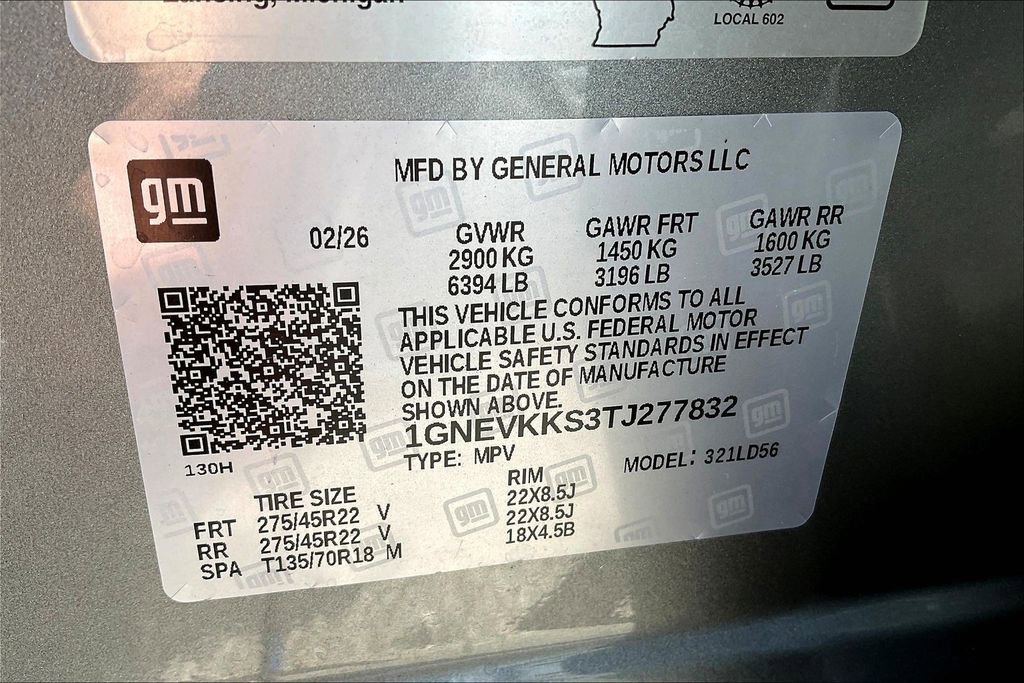 Lansing, Michigan
LOCAL 602
gm
MFD BY GENERAL MOTORS LLC
02/26
GVWR GAWR FRT GAWR RR
2900 KG 1450 KG 1600 KG
6394 LB 3196 LB 3527 LB
THIS VEHICLE CONFORMS TO ALL
APPLICABLE U.S. FEDERAL MOTOR
VEHICLE SAFETY STANDARDS IN EFFECT
ON THE DATE OF MANUFACTURE
SHOWN ABOVE.
1GNEVKKS3TJ277832
130H
TYPE: MPV MODEL: 321LD56
TIRE SIZE RIM
FRT 275/45R22 V 22X8.5J
RR 275/45R22 V 22X8.5J
SPA T135/70R18 M 18X4.5B